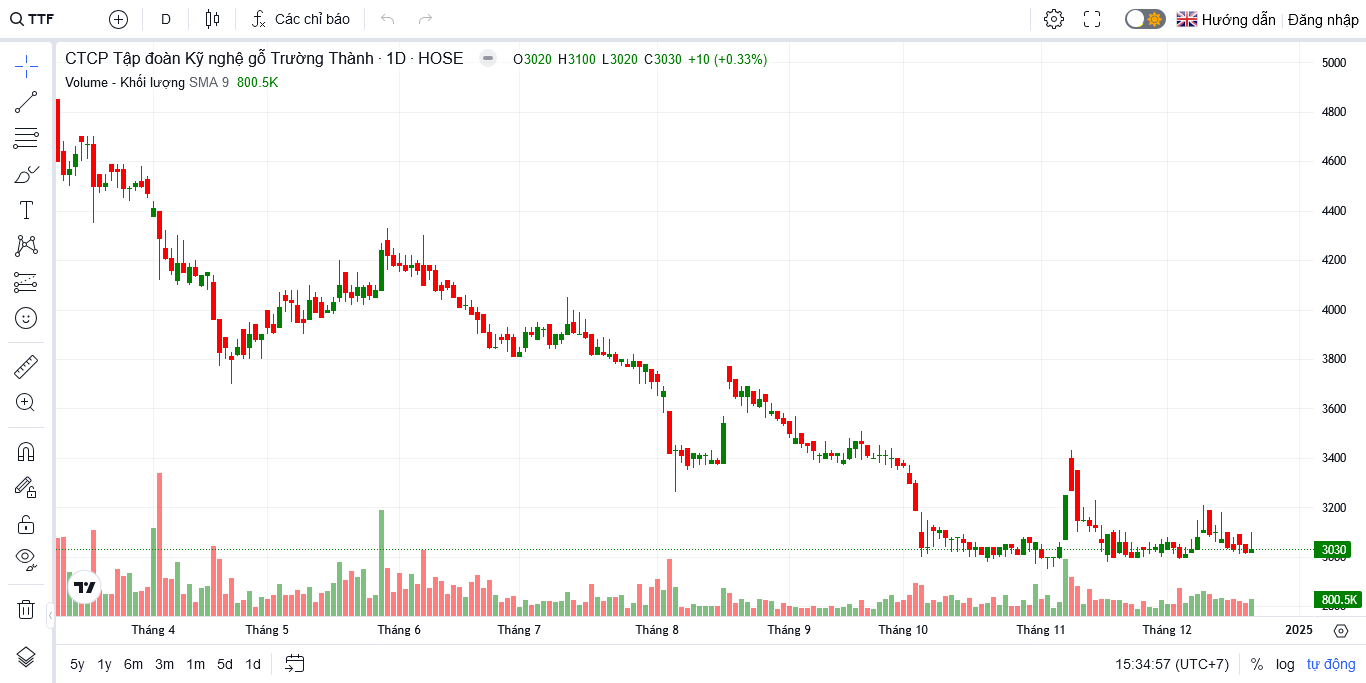 TTF
D
Các chỉ báo
Hướng dẫn
Đăng nhập
CTCP Tập đoàn Kỹ nghệ gỗ Trường Thành · 1D · HOSE
O3020 H3100 L3020 C3030 +10 (+0.33%)
Volume - Khối lượng SMA 9 800.5K
5000
4800
4600
4400
4200
4000
3800
3600
3400
3200
3030
800.5K
Tháng 4 Tháng 5 Tháng 6 Tháng 7 Tháng 8 Tháng 9 Tháng 10 Tháng 11 Tháng 12 2025
5y 1y 6m 3m 1m 5d 1d
15:34:57 (UTC+7) % log tự động